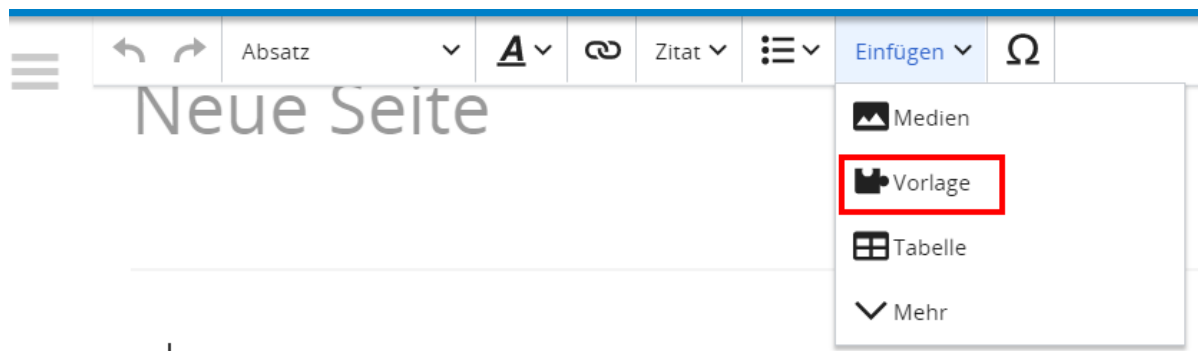 Absatz A Zitat Einfügen Ω
Neue Seite
Medien
Vorlage
Tabelle
Mehr